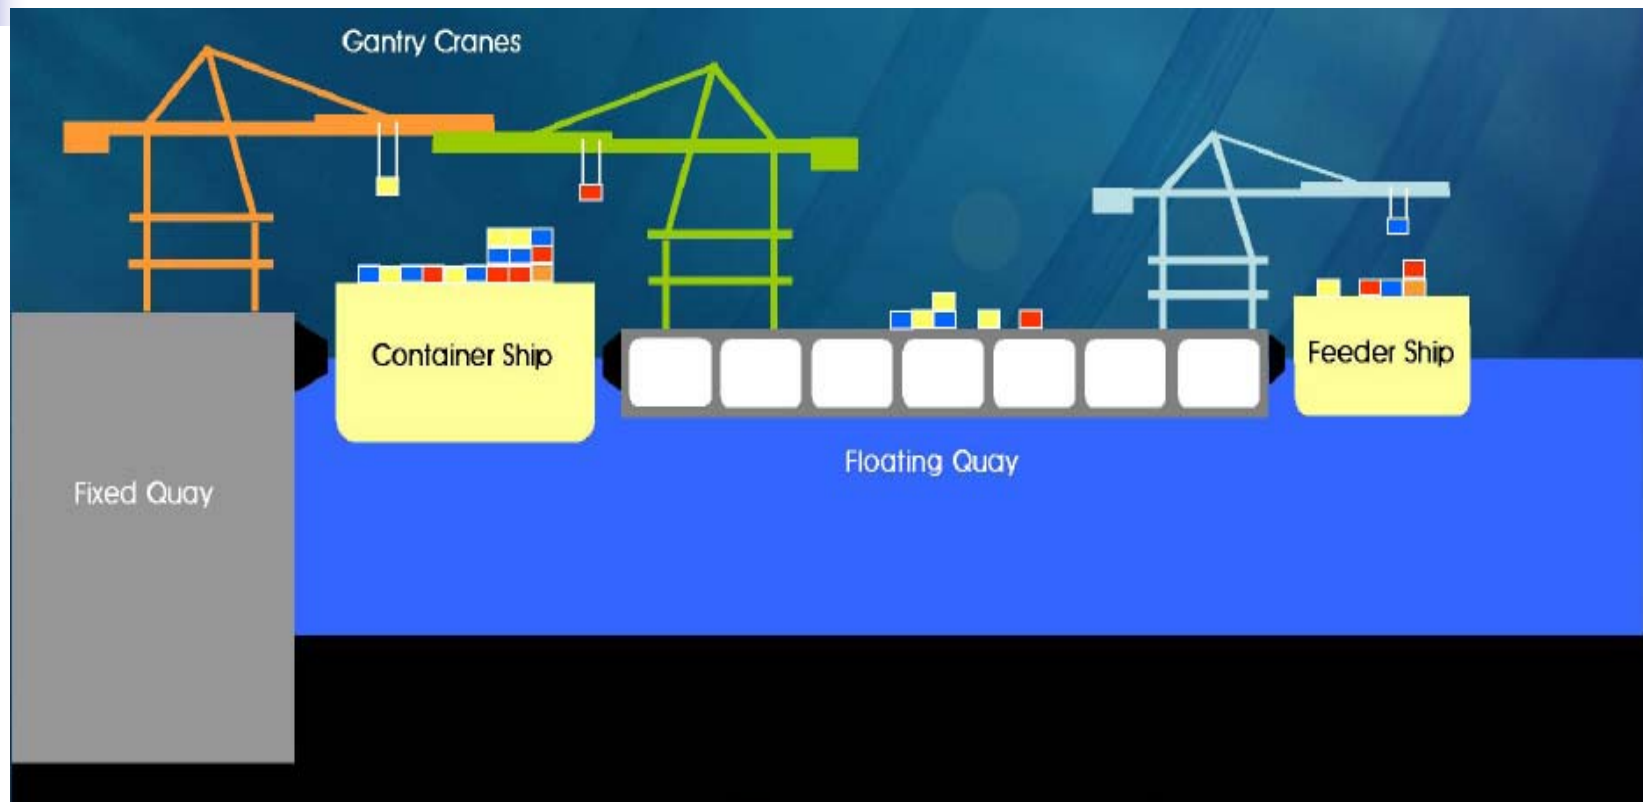 Gantry Cranes
Container Ship
Feeder Ship
Floating Quay
Fixed Quay